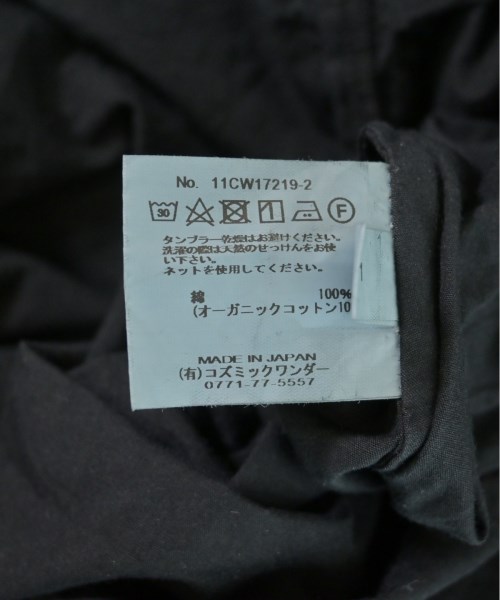 No. 11CW17219-2
30 F
タンブラー乾燥はお避けください。
洗濯の際は天然のせっけんをお使
い下さい。
ネットを使用してください。
綿 100%
(オーガニックコットン10
MADE IN JAPAN
(有)コズミックワンダー
0771-77-5557